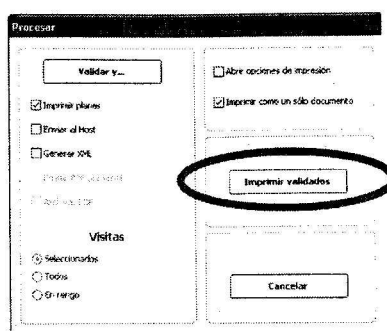 Procesar
Validar y...
Imprimir planes
Enviar al Host
Generar XML
Visitas
Seleccionados
Todos
En rango
Abrir opciones de impresión
Imprimir como un sólo documento
Imprimir validados
Cancelar